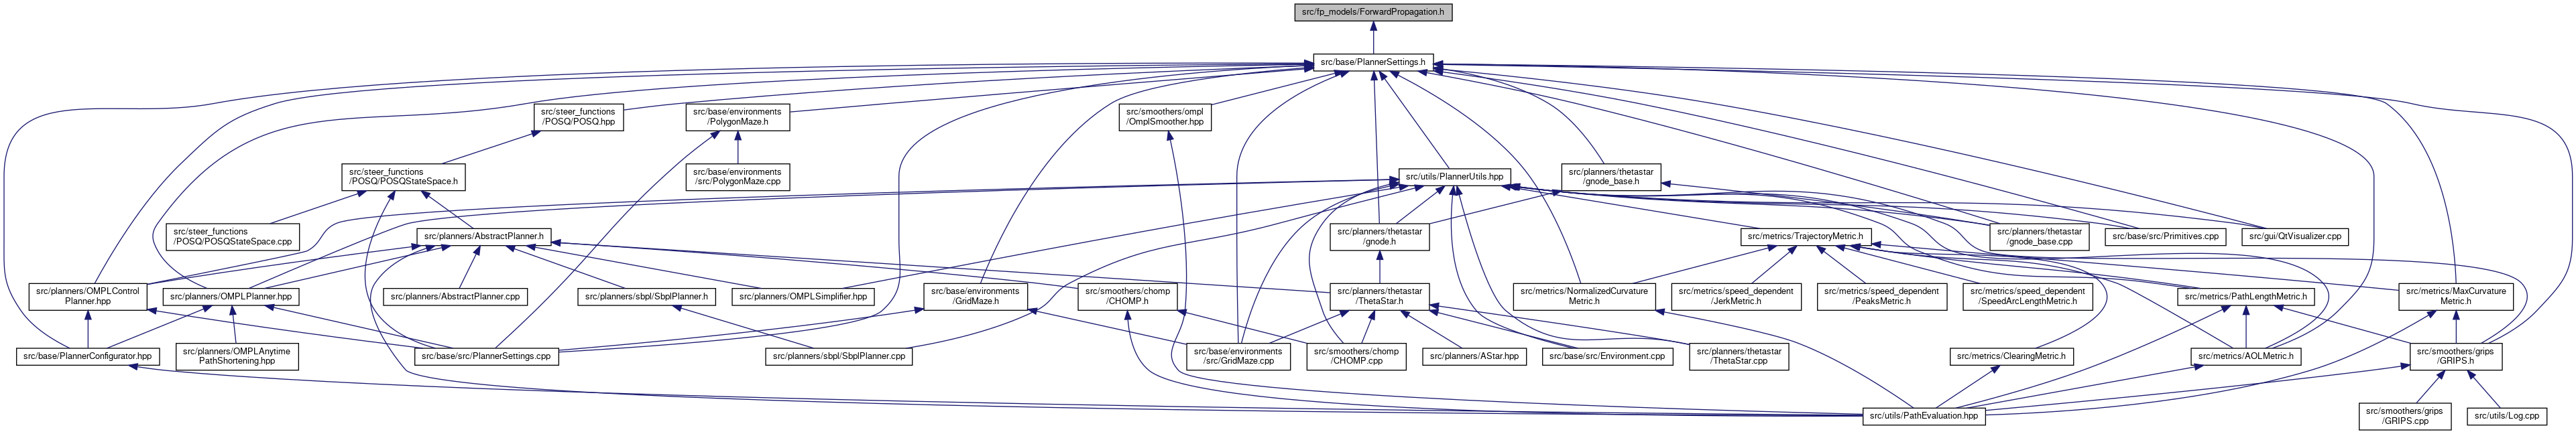 src/fp_models/ForwardPropagation.h
src/base/PlannerSettings.h
src/steer_functions
/POSQ/POSQ.hpp
src/base/environments
/PolygonMaze.h
src/smoothers/ompl
/OmplSmoother.hpp
src/steer_functions
/POSQ/POSQStateSpace.h
src/base/environments
/src/PolygonMaze.cpp
src/utils/PlannerUtils.hpp
src/planners/thetastar
/gnode_base.h
src/steer_functions
/POSQ/POSQStateSpace.cpp
src/planners/AbstractPlanner.h
src/planners/thetastar
/gnode.h
src/metrics/TrajectoryMetric.h
src/planners/thetastar
/gnode_base.cpp
src/base/src/Primitives.cpp
src/gui/QtVisualizer.cpp
src/planners/OMPLControl
Planner.hpp
src/planners/OMPLPlanner.hpp
src/planners/AbstractPlanner.cpp
src/planners/sbpl/SbplPlanner.h
src/planners/OMPLSimplifier.hpp
src/base/environments
/GridMaze.h
src/smoothers/chomp
/CHOMP.h
src/planners/thetastar
/ThetaStar.h
src/metrics/NormalizedCurvature
Metric.h
src/metrics/speed_dependent
/JerkMetric.h
src/metrics/speed_dependent
/PeaksMetric.h
src/metrics/speed_dependent
/SpeedArcLengthMetric.h
src/metrics/PathLengthMetric.h
src/metrics/MaxCurvature
Metric.h
src/base/PlannerConfigurator.hpp
src/planners/OMPLAnytime
PathShortening.hpp
src/base/src/PlannerSettings.cpp
src/planners/sbpl/SbplPlanner.cpp
src/base/environments
/src/GridMaze.cpp
src/smoothers/chomp
/CHOMP.cpp
src/planners/AStar.hpp
src/base/src/Environment.cpp
src/planners/thetastar
/ThetaStar.cpp
src/metrics/ClearingMetric.h
src/metrics/AOLMetric.h
src/smoothers/grips
/GRIPS.h
src/utils/PathEvaluation.hpp
src/smoothers/grips
/GRIPS.cpp
src/utils/Log.cpp